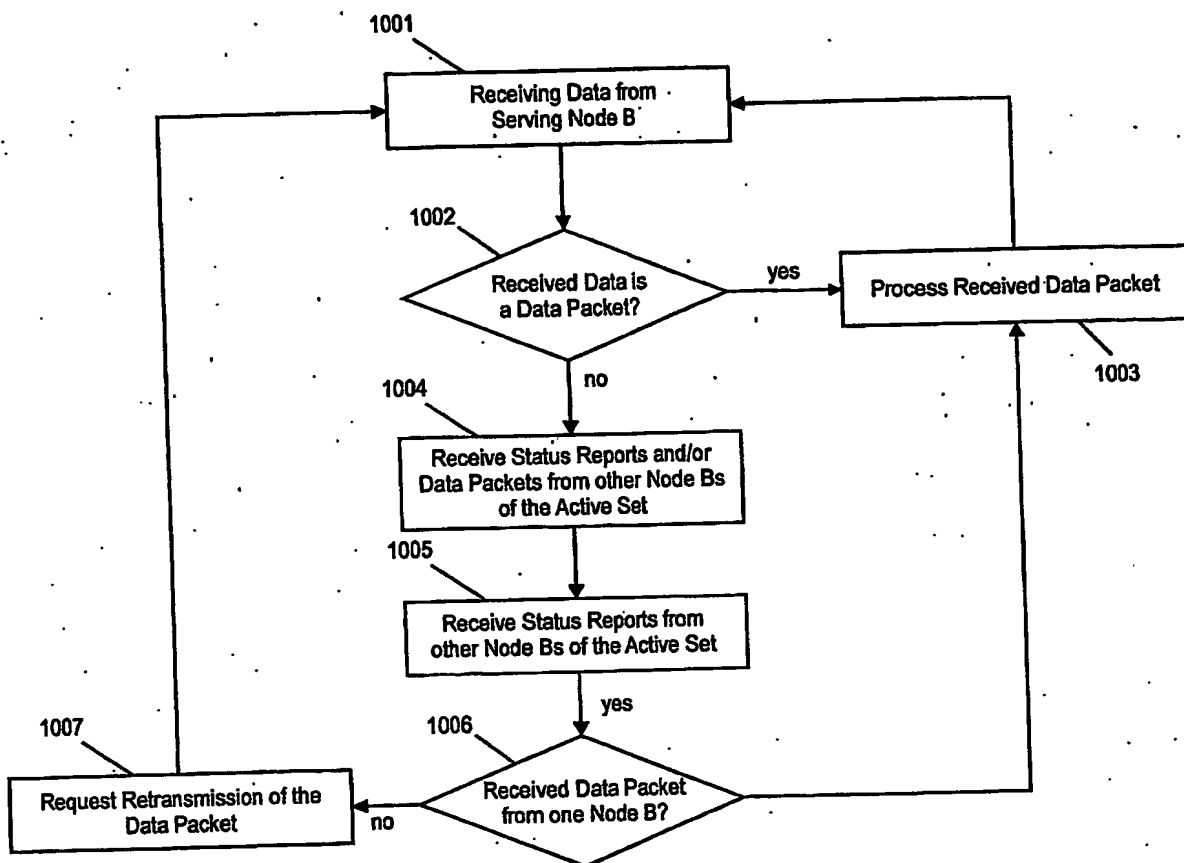 1001
Receiving Data from
Serving Node B
1002
Received Data is
a Data Packet?
yes
Process Received Data Packet
1003
no
1004
Receive Status Reports and/or
Data Packets from other Node Bs
of the Active Set
1005
Receive Status Reports from
other Node Bs of the Active Set
yes
1006
Received Data Packet
from one Node B?
no
1007
Request Retransmission of the
Data Packet